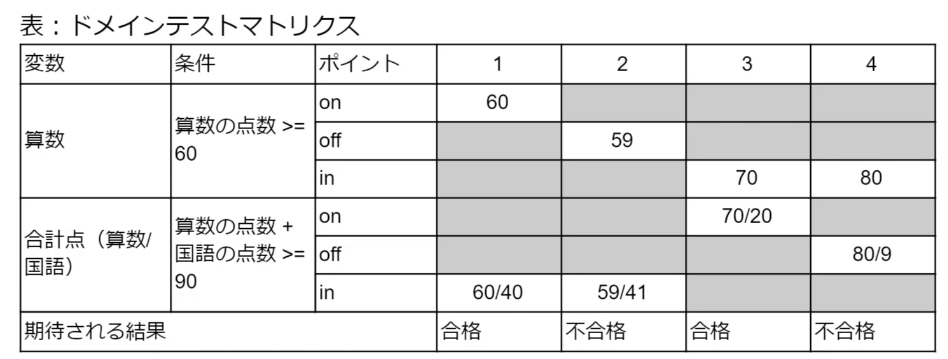 表：ドメインテストマトリクス
変数 条件 ポイント 1 2 3 4
算数 算数の点数 >= 60 on 60
off 59
in 70 80
合計点（算数/国語） 算数の点数 + 国語の点数 >= 90 on 70/20
off 80/9
in 60/40 59/41
期待される結果 合格 不合格 合格 不合格